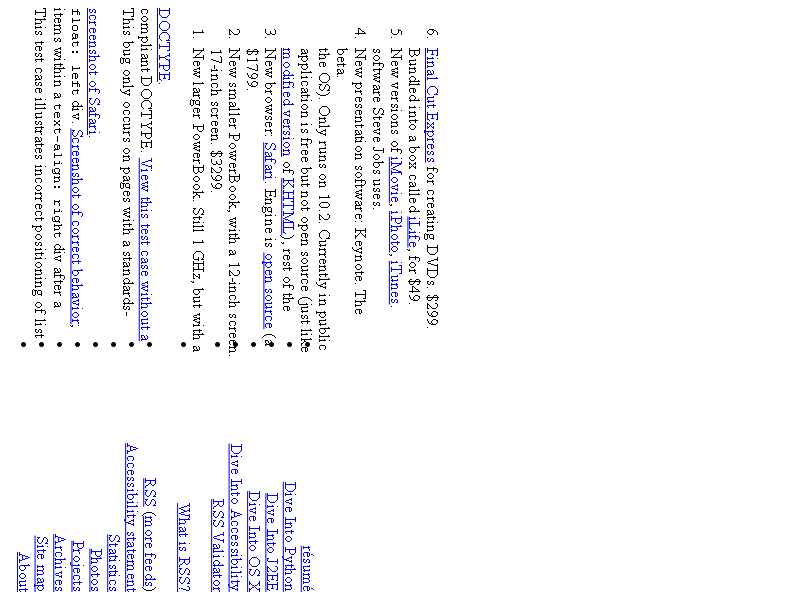 This test case illustrates incorrect positioning of list
items within a text-align: right div after a
float: left div. Screenshot of correct behavior,
screenshot of Safari.
This bug only occurs on pages with a standards-
compliant DOCTYPE. View this test case without a
DOCTYPE.
1. New larger PowerBook. Still 1 GHz, but with a
17-inch screen. $3299.
2. New smaller PowerBook, with a 12-inch screen.
$1799.
3. New browser: Safari. Engine is open source (a
modified version of KHTML), rest of the
application is free but not open source (just like
the OS). Only runs on 10.2. Currently in public
beta.
4. New presentation software: Keynote. The
software Steve Jobs uses.
5. New versions of iMovie, iPhoto, iTunes.
Bundled into a box called iLife, for $49.
6. Final Cut Express for creating DVDs. $299.
About
Site map
Archives
Projects
Photos
Statistics
Accessibility statement
RSS (more feeds)
What is RSS?
RSS Validator
Dive Into Accessibility
Dive Into OS X
Dive Into J2EE
Dive Into Python
résumé